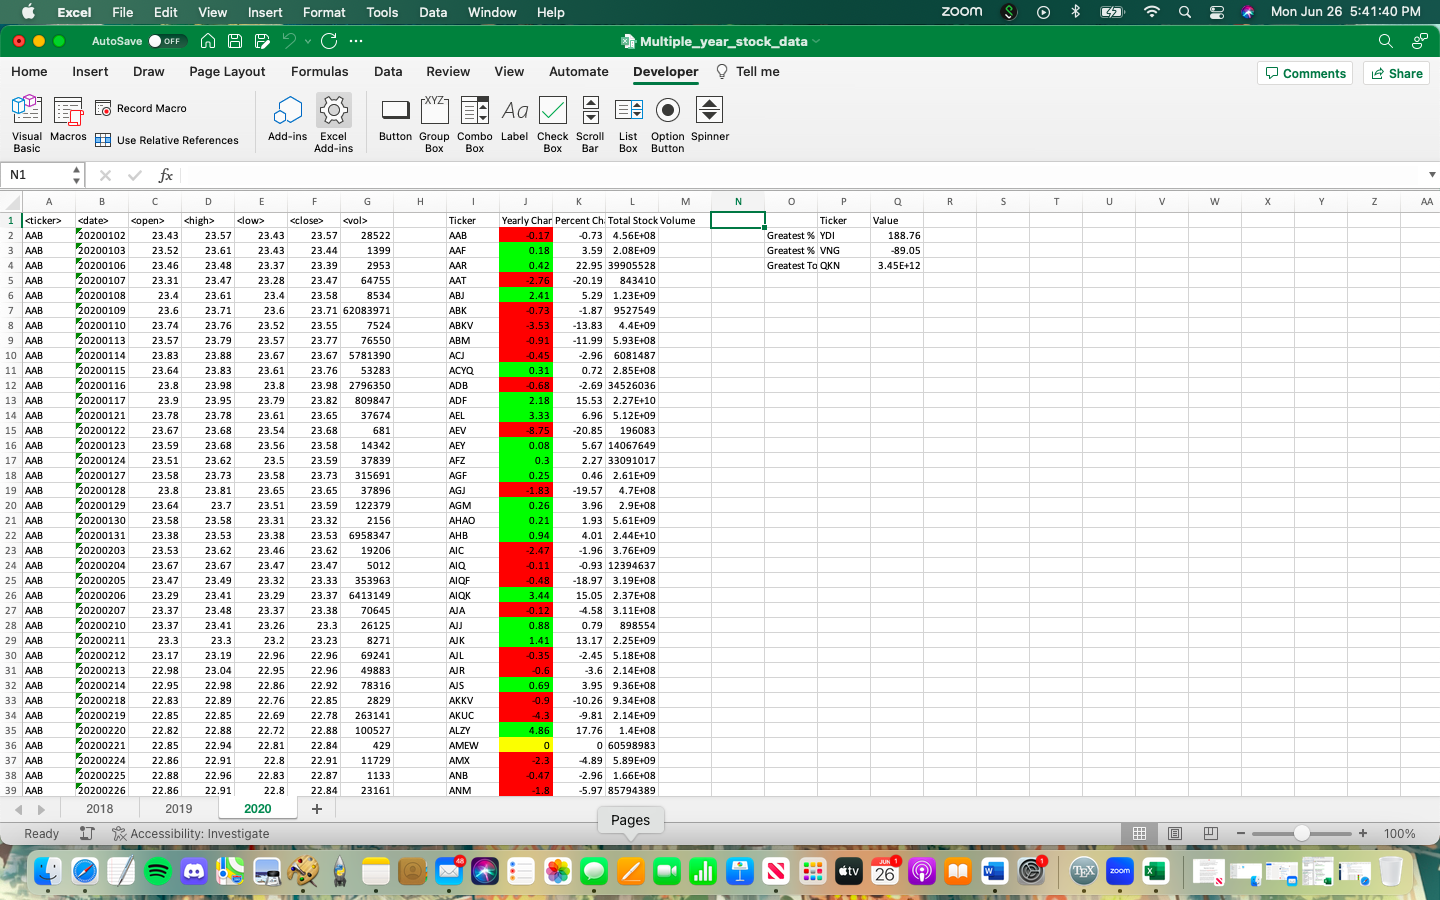 Excel File Edit View Insert Format Tools Data Window Help zoom Mon Jun 26 5:41:40 PM
AutoSave OFF Multiple_year_stock_data
Home Insert Draw Page Layout Formulas Data Review View Automate Developer Tell me Comments Share
Visual Basic Macros Record Macro Use Relative References Add-ins Excel Add-ins Button Group Box Combo Box Label Check Box Scroll Bar List Box Option Button Spinner
N1 fx
A B C D E F G H I J K L M N O P Q R S T U V W X Y Z AA
1 <ticker> <date> <open> <high> <low> <close> <vol> Ticker Yearly Char Percent Ch Total Stock Volume Ticker Value
2 AAB 20200102 23.43 23.57 23.43 23.57 28522 AAB -0.17 -0.73 4.56E+08 Greatest % YDI 188.76
3 AAB 20200103 23.52 23.61 23.43 23.44 1399 AAF 0.18 3.59 2.08E+09 Greatest % VNG -89.05
4 AAB 20200106 23.46 23.48 23.37 23.39 2953 AAR 0.42 22.95 39905528 Greatest To QKN 3.45E+12
5 AAB 20200107 23.31 23.47 23.28 23.47 64755 AAT -2.76 -20.19 843410
6 AAB 20200108 23.4 23.61 23.4 23.58 8534 ABJ 2.41 5.29 1.23E+09
7 AAB 20200109 23.6 23.71 23.6 23.71 62083971 ABK -0.73 -1.87 9527549
8 AAB 20200110 23.74 23.76 23.52 23.55 7524 ABKV -3.53 -13.83 4.4E+09
9 AAB 20200113 23.57 23.79 23.57 23.77 76550 ABM -0.91 -11.99 5.93E+08
10 AAB 20200114 23.83 23.88 23.67 23.67 5781390 ACJ -0.45 -2.96 6081487
11 AAB 20200115 23.64 23.83 23.61 23.76 53283 ACYQ 0.31 0.72 2.85E+08
12 AAB 20200116 23.8 23.98 23.8 23.98 2796350 ADB -0.68 -2.69 34526036
13 AAB 20200117 23.9 23.95 23.79 23.82 809847 ADF 2.18 15.53 2.27E+10
14 AAB 20200121 23.78 23.78 23.61 23.65 37674 AEL 3.33 6.96 5.12E+09
15 AAB 20200122 23.67 23.68 23.54 23.68 681 AEV -8.75 -20.85 196083
16 AAB 20200123 23.59 23.68 23.56 23.58 14342 AEY 0.08 5.67 14067649
17 AAB 20200124 23.51 23.62 23.5 23.59 37839 AFZ 0.3 2.27 33091017
18 AAB 20200127 23.58 23.73 23.58 23.73 315691 AGF 0.25 0.46 2.61E+09
19 AAB 20200128 23.8 23.81 23.65 23.65 37896 AGJ -1.83 -19.57 4.7E+08
20 AAB 20200129 23.64 23.7 23.51 23.59 122379 AGM 0.26 3.96 2.9E+08
21 AAB 20200130 23.58 23.58 23.31 23.32 2156 AHAO 0.21 1.93 5.61E+09
22 AAB 20200131 23.38 23.53 23.38 23.53 6958347 AHB 0.94 4.01 2.44E+10
23 AAB 20200203 23.53 23.62 23.46 23.62 19206 AIC -2.47 -1.96 3.76E+09
24 AAB 20200204 23.67 23.67 23.47 23.47 5012 AIQ -0.11 -0.93 12394637
25 AAB 20200205 23.47 23.49 23.32 23.33 353963 AIQF -0.48 -18.97 3.19E+08
26 AAB 20200206 23.29 23.41 23.29 23.37 6413149 AIQK 3.44 15.05 2.37E+08
27 AAB 20200207 23.37 23.48 23.37 23.38 70645 AJA -0.12 -4.58 3.11E+08
28 AAB 20200210 23.37 23.41 23.26 23.3 26125 AJJ 0.88 0.79 898554
29 AAB 20200211 23.3 23.3 23.2 23.23 8271 AJK 1.41 13.17 2.25E+09
30 AAB 20200212 23.17 23.19 22.96 22.96 69241 AJL -0.35 -2.45 5.18E+08
31 AAB 20200213 22.98 23.04 22.95 22.96 49883 AJR -0.6 -3.6 2.14E+08
32 AAB 20200214 22.95 22.98 22.86 22.92 78316 AJS 0.69 3.95 9.36E+08
33 AAB 20200218 22.83 22.89 22.76 22.85 2829 AKKV -0.9 -10.26 9.34E+08
34 AAB 20200219 22.85 22.85 22.69 22.78 263141 AKUC -4.3 -9.81 2.14E+09
35 AAB 20200220 22.82 22.88 22.72 22.88 100527 ALZY 4.86 17.76 1.4E+08
36 AAB 20200221 22.85 22.94 22.81 22.84 429 AMEW 0 0 60598983
37 AAB 20200224 22.86 22.91 22.8 22.91 11729 AMX -2.3 -4.89 5.89E+09
38 AAB 20200225 22.88 22.96 22.83 22.87 1133 ANB -0.47 -2.96 1.66E+08
39 AAB 20200226 22.86 22.91 22.8 22.84 23161 ANM -1.8 -5.97 85794389
2018 2019 2020 +
Pages
Ready Accessibility: Investigate 100%
48 tv JUN 26 1 W 1 TEX zoom X